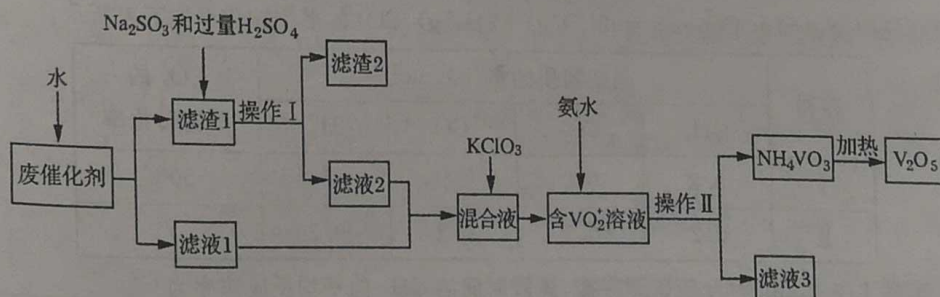 Na₂SO₃和过量H₂SO₄
水
滤渣1
操作Ⅰ
滤渣2
氨水
KClO₃
NH₄VO₃
加热
V₂O₅
废催化剂
滤液2
混合液
含VO₂⁺溶液
操作Ⅱ
滤液1
滤液3